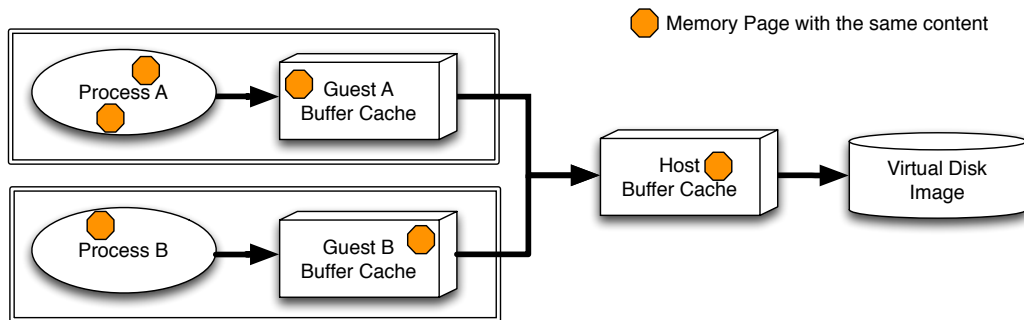 Memory Page with the same content
Process A
Guest A
Buffer Cache
Host
Buffer Cache
Virtual Disk
Image
Process B
Guest B
Buffer Cache